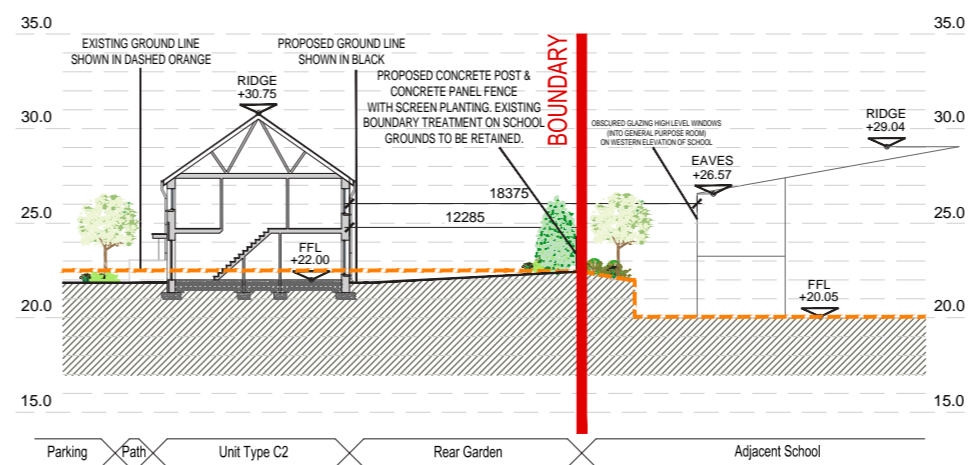 35.0
35.0
EXISTING GROUND LINE
SHOWN IN DASHED ORANGE
PROPOSED GROUND LINE
SHOWN IN BLACK
RIDGE
+30.75
PROPOSED CONCRETE POST &
CONCRETE PANEL FENCE
WITH SCREEN PLANTING. EXISTING
BOUNDARY TREATMENT ON SCHOOL
GROUNDS TO BE RETAINED.
BOUNDARY
OBSCURED GLAZING HIGH LEVEL WINDOWS
(INTO GENERAL PURPOSE ROOM)
ON WESTERN ELEVATION OF SCHOOL
RIDGE
+29.04
30.0
30.0
EAVES
+26.57
18375
12285
25.0
25.0
FFL
+22.00
FFL
+20.05
20.0
20.0
15.0
15.0
Parking
Path
Unit Type C2
Rear Garden
Adjacent School